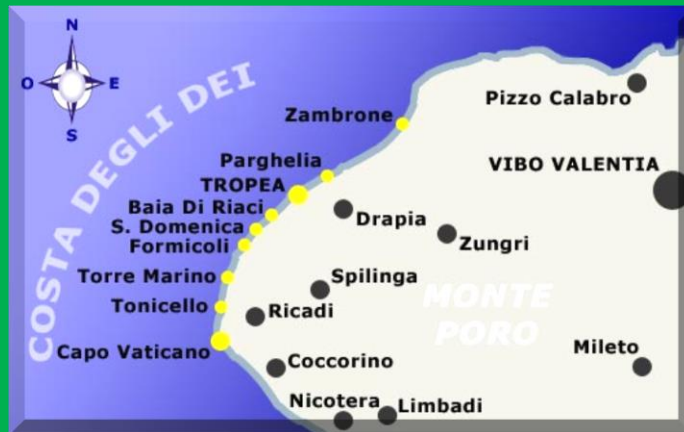 N
O
E
S
COSTA DEGLI DEI
Zambrone
Pizzo Calabro
Parghelia
VIBO VALENTIA
TROPEA
Baia Di Riaci
Drapia
S. Domenica
Zungri
Formicoli
Torre Marino
Spilinga
Tonicello
Ricadi
MONTE
PORO
Capo Vaticano
Coccorino
Mileto
Nicotera
Limbadi